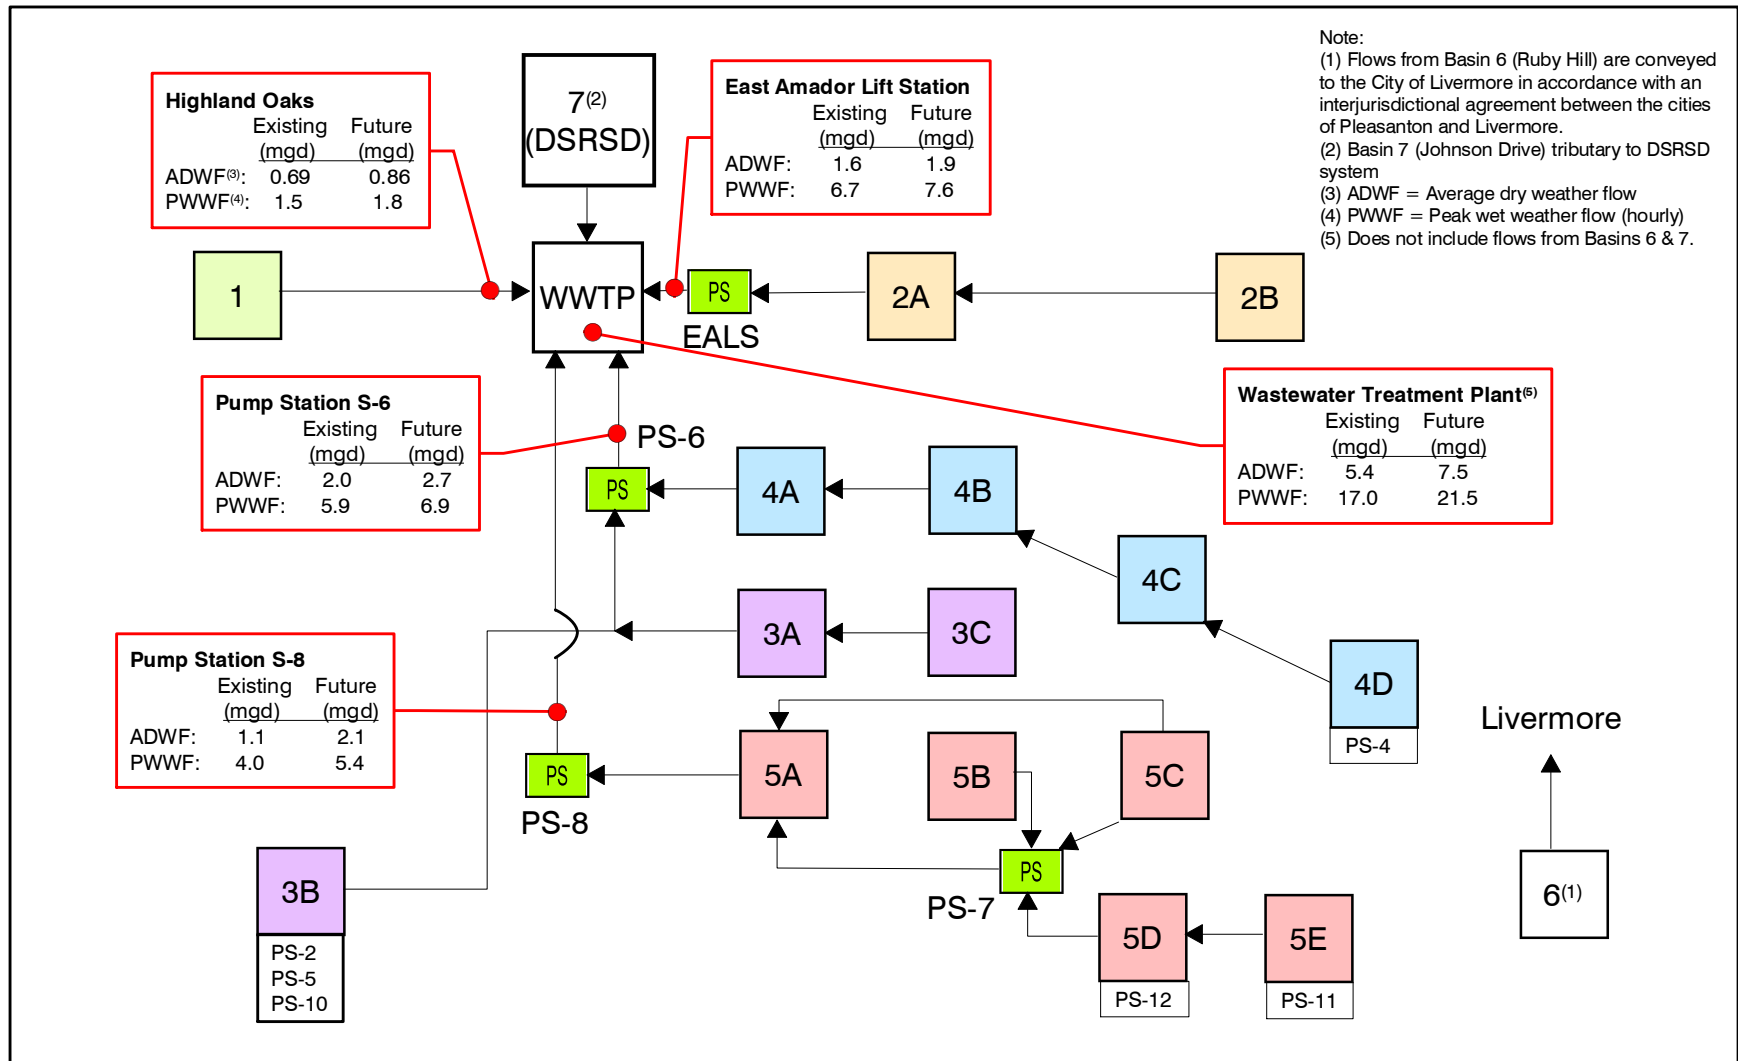 Note:
(1) Flows from Basin 6 (Ruby Hill) are conveyed
to the City of Livermore in accordance with an
interjurisdictional agreement between the cities
of Pleasanton and Livermore.
(2) Basin 7 (Johnson Drive) tributary to DSRSD
system
(3) ADWF = Average dry weather flow
(4) PWWF = Peak wet weather flow (hourly)
(5) Does not include flows from Basins 6 & 7.
Highland Oaks
Existing Future
(mgd) (mgd)
ADWF(3): 0.69 0.86
PWWF(4): 1.5 1.8
7(2)
(DSRSD)
East Amador Lift Station
Existing Future
(mgd) (mgd)
ADWF: 1.6 1.9
PWWF: 6.7 7.6
1
WWTP
PS
EALS
2A
2B
Pump Station S-6
Existing Future
(mgd) (mgd)
ADWF: 2.0 2.7
PWWF: 5.9 6.9
Wastewater Treatment Plant(5)
Existing Future
(mgd) (mgd)
ADWF: 5.4 7.5
PWWF: 17.0 21.5
PS-6
PS
4A
4B
4C
4D
PS-4
3A
3C
Pump Station S-8
Existing Future
(mgd) (mgd)
ADWF: 1.1 2.1
PWWF: 4.0 5.4
PS
PS-8
5A
5B
5C
PS
PS-7
5D
PS-12
5E
PS-11
3B
PS-2
PS-5
PS-10
Livermore
6(1)